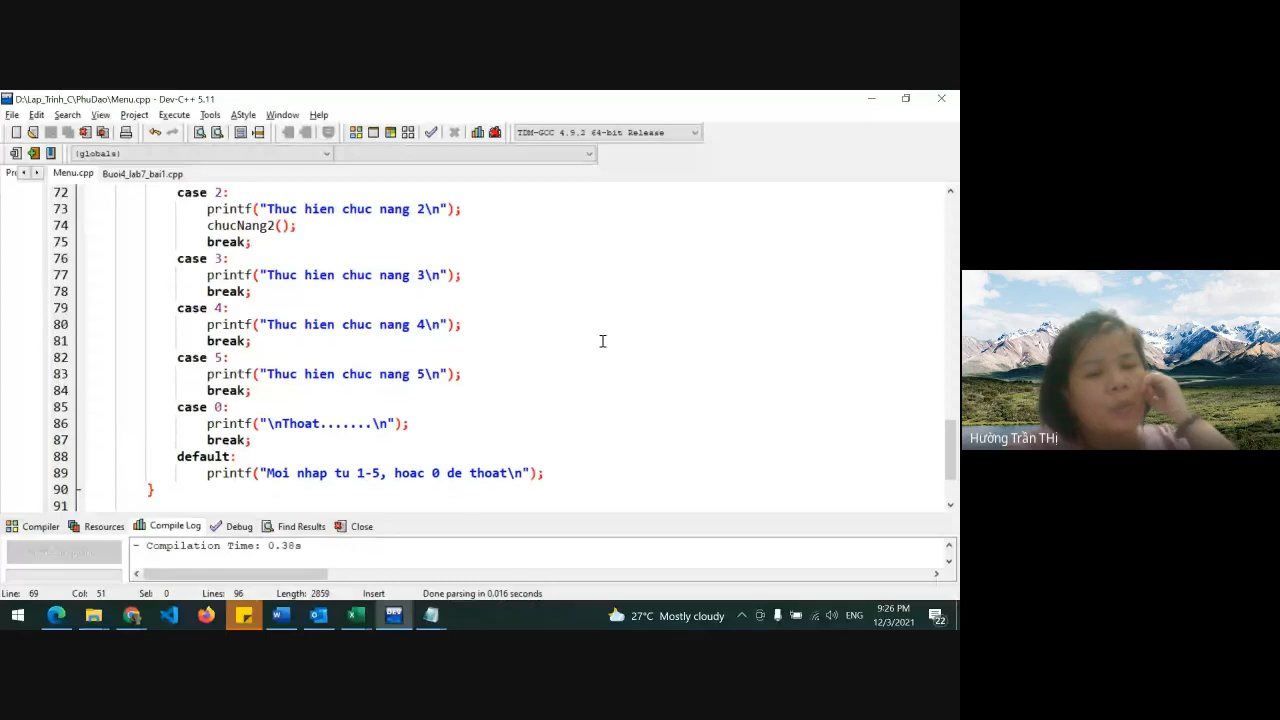 D:\Lap_Trinh_C\PhuDao\Menu.cpp - Dev-C++ 5.11
File Edit Search View Project Execute Tools AStyle Window Help
TDM-GCC 4.9.2 64-bit Release
(globals)
Menu.cpp Buoi4_lab7_bai1.cpp
72 case 2:
73 printf("Thuc hien chuc nang 2\n");
74 chucNang2();
75 break;
76 case 3:
77 printf("Thuc hien chuc nang 3\n");
78 break;
79 case 4:
80 printf("Thuc hien chuc nang 4\n");
81 break;
82 case 5:
83 printf("Thuc hien chuc nang 5\n");
84 break;
85 case 0:
86 printf("\nThoat.......\n");
87 break;
88 default:
89 printf("Moi nhap tu 1-5, hoac 0 de thoat\n");
90 }
91
Compiler Resources Compile Log Debug Find Results Close
- Compilation Time: 0.38s
Line: 69 Col: 51 Sel: 0 Lines: 96 Length: 2859 Insert Done parsing in 0.016 seconds
27°C Mostly cloudy ENG
9:26 PM
12/3/2021
22
Hường Trần THị